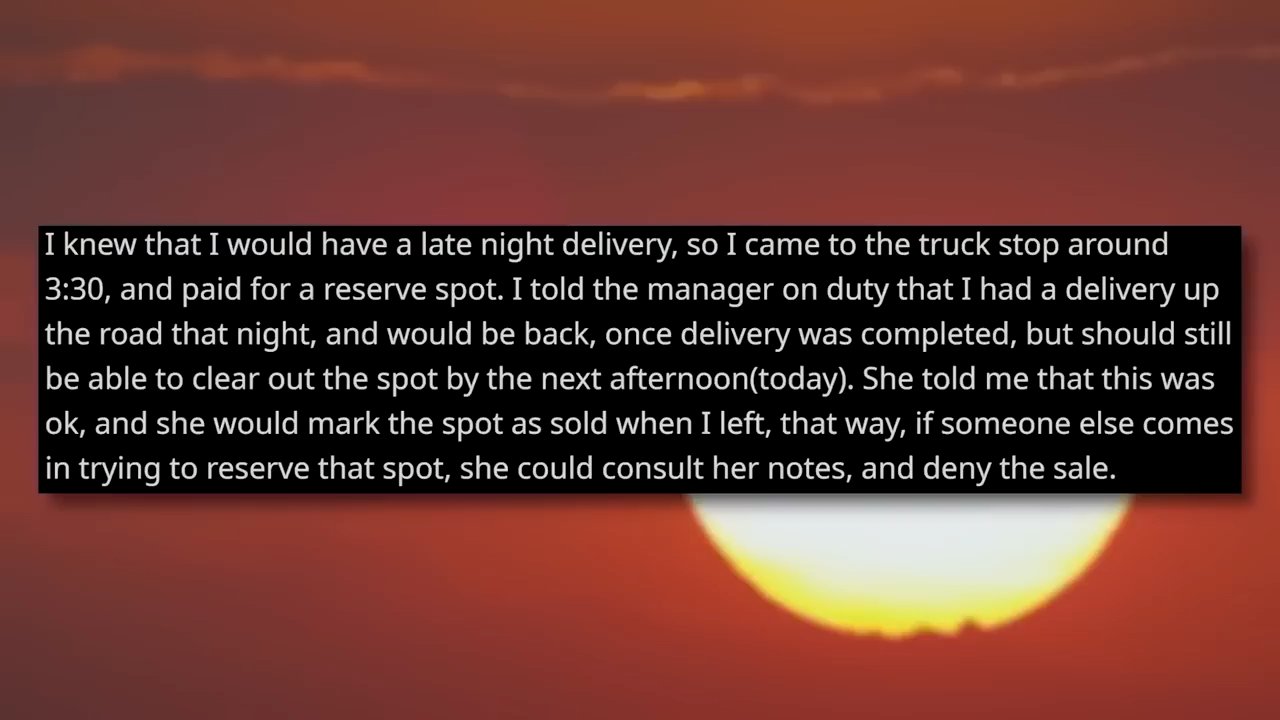 I knew that I would have a late night delivery, so I came to the truck stop around
3:30, and paid for a reserve spot. I told the manager on duty that I had a delivery up
the road that night, and would be back, once delivery was completed, but should still
be able to clear out the spot by the next afternoon(today). She told me that this was
ok, and she would mark the spot as sold when I left, that way, if someone else comes
in trying to reserve that spot, she could consult her notes, and deny the sale.